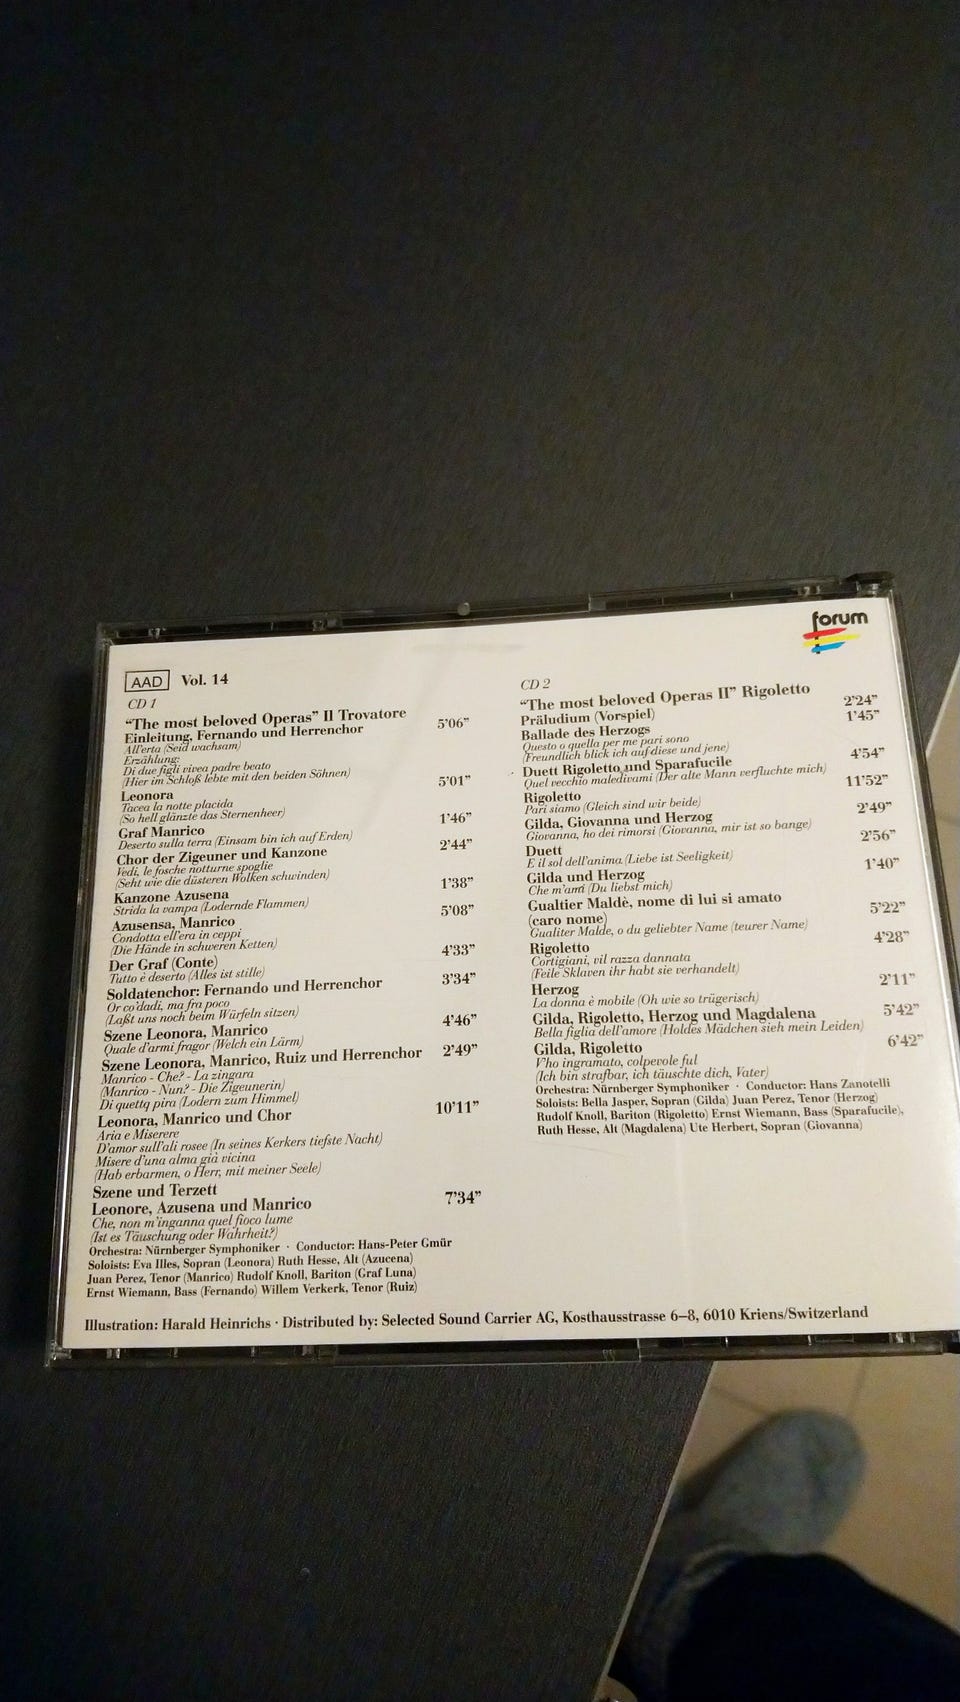 forum
AAD Vol. 14
CD 1
"The most beloved Operas" Il Trovatore
Einleitung, Fernando und Herrenchor 5'06"
All'erta (Seid wachsam)
Erzählung:
Di due figli vivea padre beato
(Hier im Schloß lebte mit den beiden Söhnen)
Leonora 5'01"
Tacea la notte placida
(So hell glänzte das Sternenheer)
Graf Manrico 1'46"
Deserto sulla terra (Einsam bin ich auf Erden)
Chor der Zigeuner und Kanzone 2'44"
Vedi, le fosche notturne spoglie
(Seht wie die düsteren Wolken schwinden)
Kanzone Azusena 1'38"
Strida la vampa (Lodernde Flammen)
Azusensa, Manrico 5'08"
Condotta ell'era in ceppi
(Die Hände in schweren Ketten)
Der Graf (Conte) 4'33"
Tutto è deserto (Alles ist stille)
Soldatenchor: Fernando und Herrenchor 3'34"
Or co'dadi, ma fra poco
(Laßt uns noch beim Würfeln sitzen)
Szene Leonora, Manrico 4'46"
Quale d'armi fragor (Welch ein Lärm)
Szene Leonora, Manrico, Ruiz und Herrenchor 2'49"
Manrico - Che? - La zingara
(Manrico - Nun? - Die Zigeunerin)
Di quettq pira (Lodern zum Himmel)
Leonora, Manrico und Chor 10'11"
Aria e Miserere
D'amor sull'ali rosee (In seines Kerkers tiefste Nacht)
Misere d'una alma già vicina
(Hab erbarmen, o Herr, mit meiner Seele)
Szene und Terzett
Leonore, Azusena und Manrico 7'34"
Che, non m'inganna quel fioco lume
(Ist es Täuschung oder Wahrheit?)
Orchestra: Nürnberger Symphoniker · Conductor: Hans-Peter Gmür
Soloists: Eva Illes, Sopran (Leonora) Ruth Hesse, Alt (Azucena)
Juan Perez, Tenor (Manrico) Rudolf Knoll, Bariton (Graf Luna)
Ernst Wiemann, Bass (Fernando) Willem Verkerk, Tenor (Ruiz)
CD 2
"The most beloved Operas II" Rigoletto
Präludium (Vorspiel) 2'24"
Ballade des Herzogs 1'45"
Questo o quella per me pari sono
(Freundlich blick ich auf diese und jene)
Duett Rigoletto und Sparafucile 4'54"
Quel vecchio maledivami (Der alte Mann verfluchte mich)
Rigoletto 11'52"
Pari siamo (Gleich sind wir beide)
Gilda, Giovanna und Herzog 2'49"
Giovanna, ho dei rimorsi (Giovanna, mir ist so bange)
Duett 2'56"
E il sol dell'anima (Liebe ist Seeligkeit)
Gilda und Herzog 1'40"
Che m'ami (Du liebst mich)
Gualtier Maldè, nome di lui si amato
(caro nome) 5'22"
Gualiter Malde, o du geliebter Name (teurer Name)
Rigoletto 4'28"
Cortigiani, vil razza dannata
(Feile Sklaven ihr habt sie verhandelt)
Herzog 2'11"
La donna è mobile (Oh wie so trügerisch)
Gilda, Rigoletto, Herzog und Magdalena 5'42"
Bella figlia dell'amore (Holdes Mädchen sieh mein Leiden)
Gilda, Rigoletto 6'42"
V'ho ingramato, colpevole ful
(Ich bin strafbar, ich täuschte dich, Vater)
Orchestra: Nürnberger Symphoniker · Conductor: Hans Zanotelli
Soloists: Bella Jasper, Sopran (Gilda) Juan Perez, Tenor (Herzog)
Rudolf Knoll, Bariton (Rigoletto) Ernst Wiemann, Bass (Sparafucile),
Ruth Hesse, Alt (Magdalena) Ute Herbert, Sopran (Giovanna)
Illustration: Harald Heinrichs · Distributed by: Selected Sound Carrier AG, Kosthausstrasse 6–8, 6010 Kriens/Switzerland